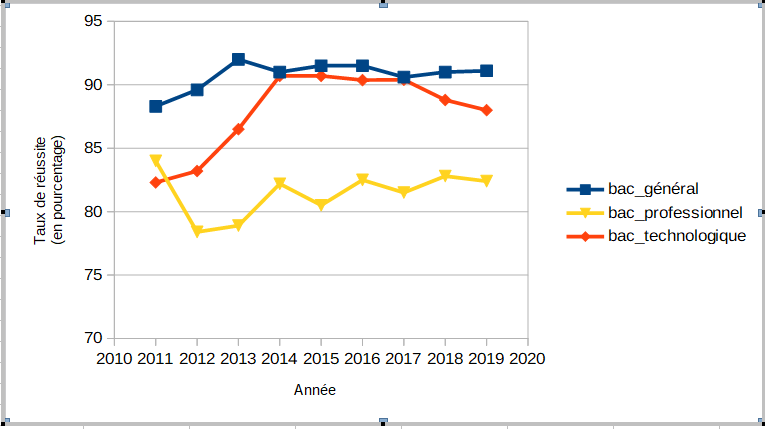 95
90
85
80
75
70
2010 2011 2012 2013 2014 2015 2016 2017 2018 2019 2020
Taux de réussite
(en pourcentage)
Année
bac_général
bac_professionnel
bac_technologique